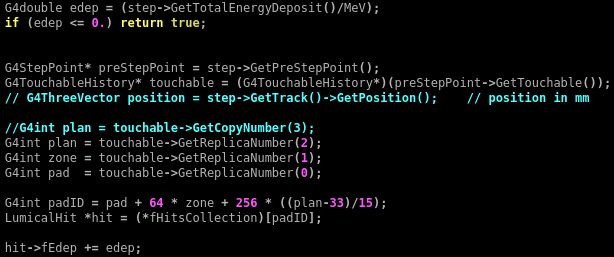 G4double edep = (step->GetTotalEnergyDeposit()/MeV);
if (edep <= 0.) return true;
G4StepPoint* preStepPoint = step->GetPreStepPoint();
G4TouchableHistory* touchable = (G4TouchableHistory*)(preStepPoint->GetTouchable());
// G4ThreeVector position = step->GetTrack()->GetPosition();    // position in mm
//G4int plan = touchable->GetCopyNumber(3);
G4int plan = touchable->GetReplicaNumber(2);
G4int zone = touchable->GetReplicaNumber(1);
G4int pad  = touchable->GetReplicaNumber(0);
G4int padID = pad + 64 * zone + 256 * ((plan-33)/15);
LumicalHit *hit = (*fHitsCollection)[padID];
hit->fEdep += edep;